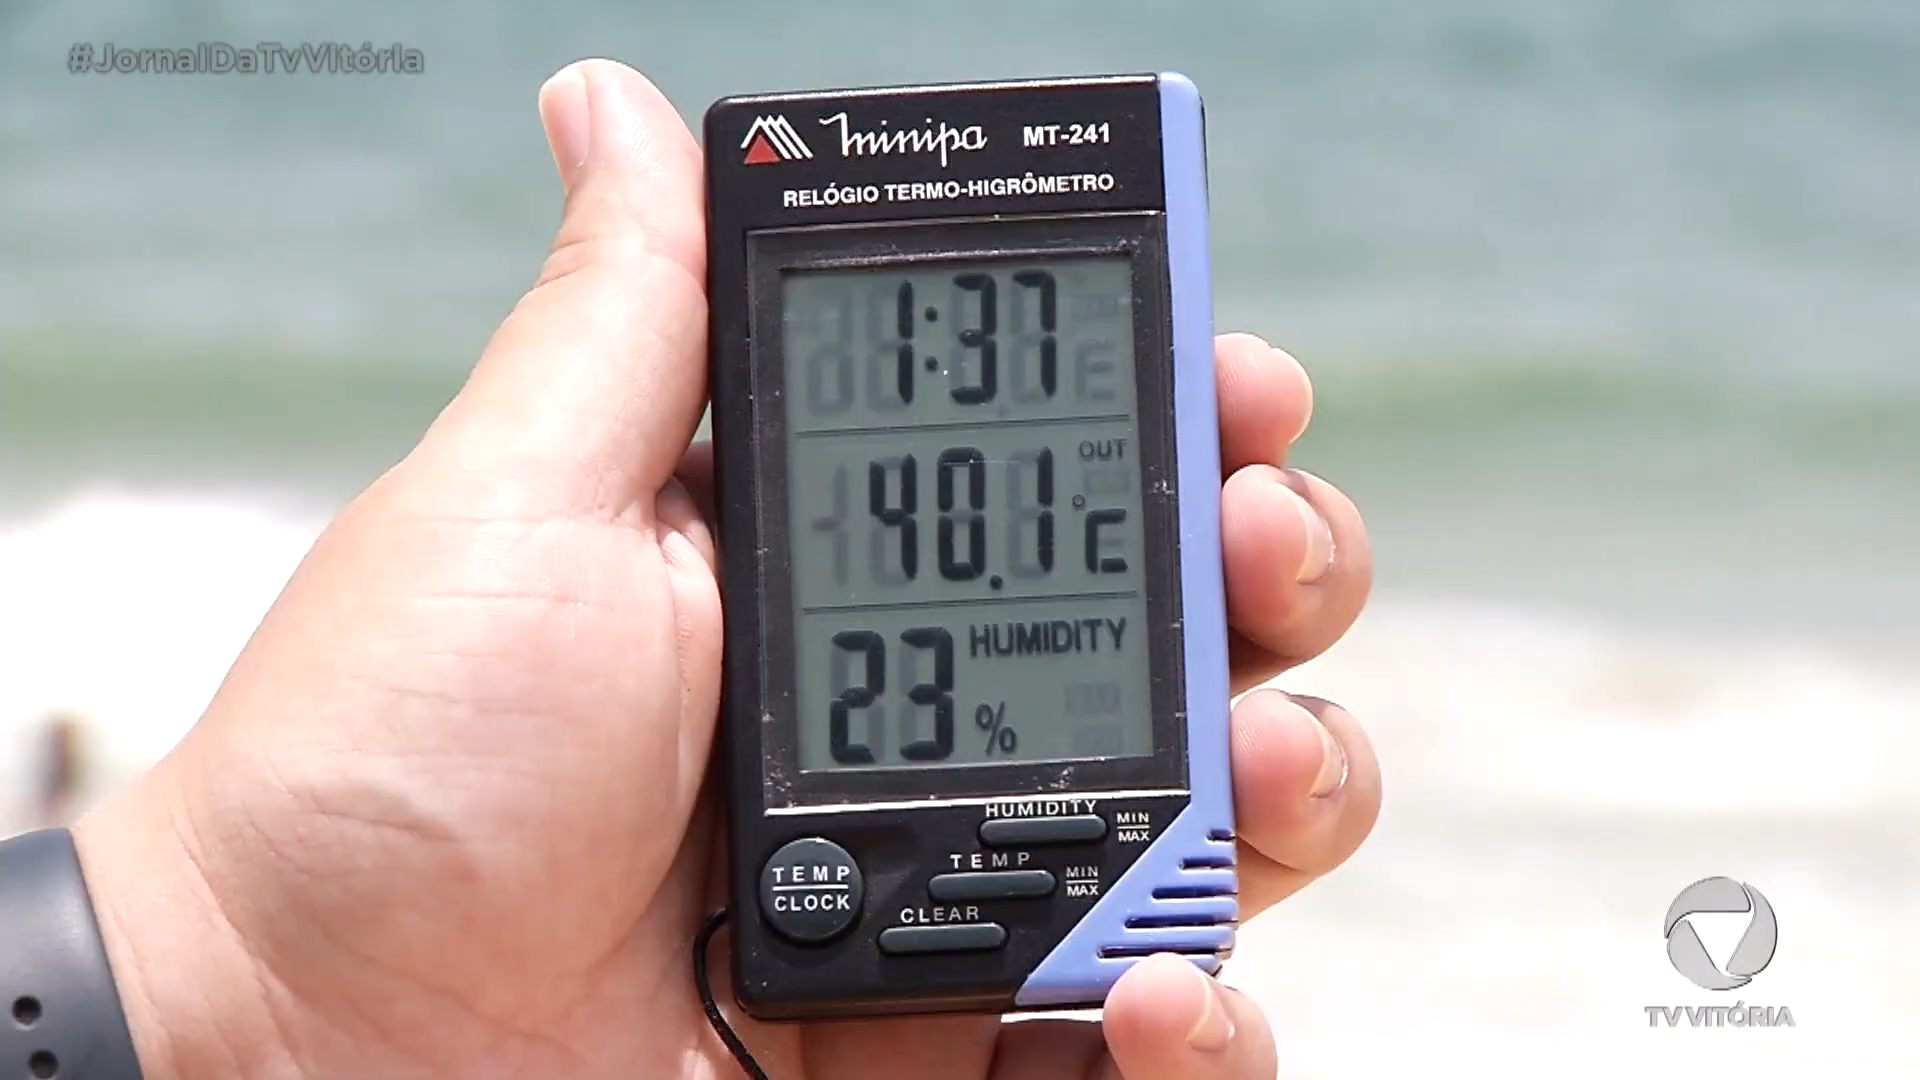 #JornalDaTvVitória
minipa MT-241
RELÓGIO TERMO-HIGRÔMETRO
1:37
OUT
40.1 °C
23 % HUMIDITY
HUMIDITY
MIN
MAX
TEMP
MIN
MAX
TEMP
CLOCK
CLEAR
TV VITÓRIA